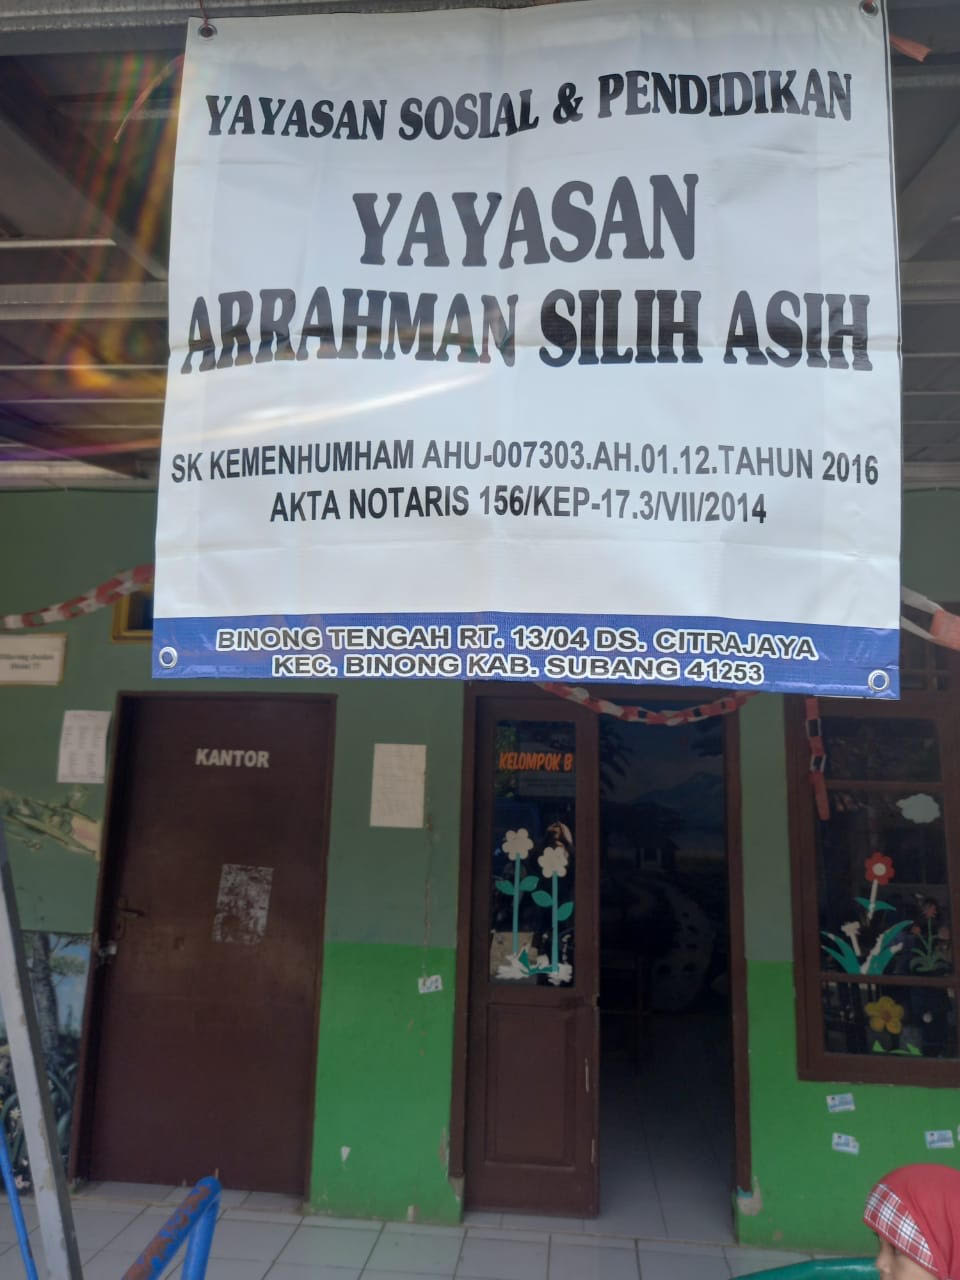 YAYASAN SOSIAL & PENDIDIKAN
YAYASAN
ARRAHMAN SILIH ASIH
SK KEMENHUMHAM AHU-007303.AH.01.12.TAHUN 2016
AKTA NOTARIS 156/KEP-17.3/VII/2014
BINONG TENGAH RT. 13/04 DS. CITRAJAYA
KEC. BINONG KAB. SUBANG 41253
KANTOR
KELOMPOK B